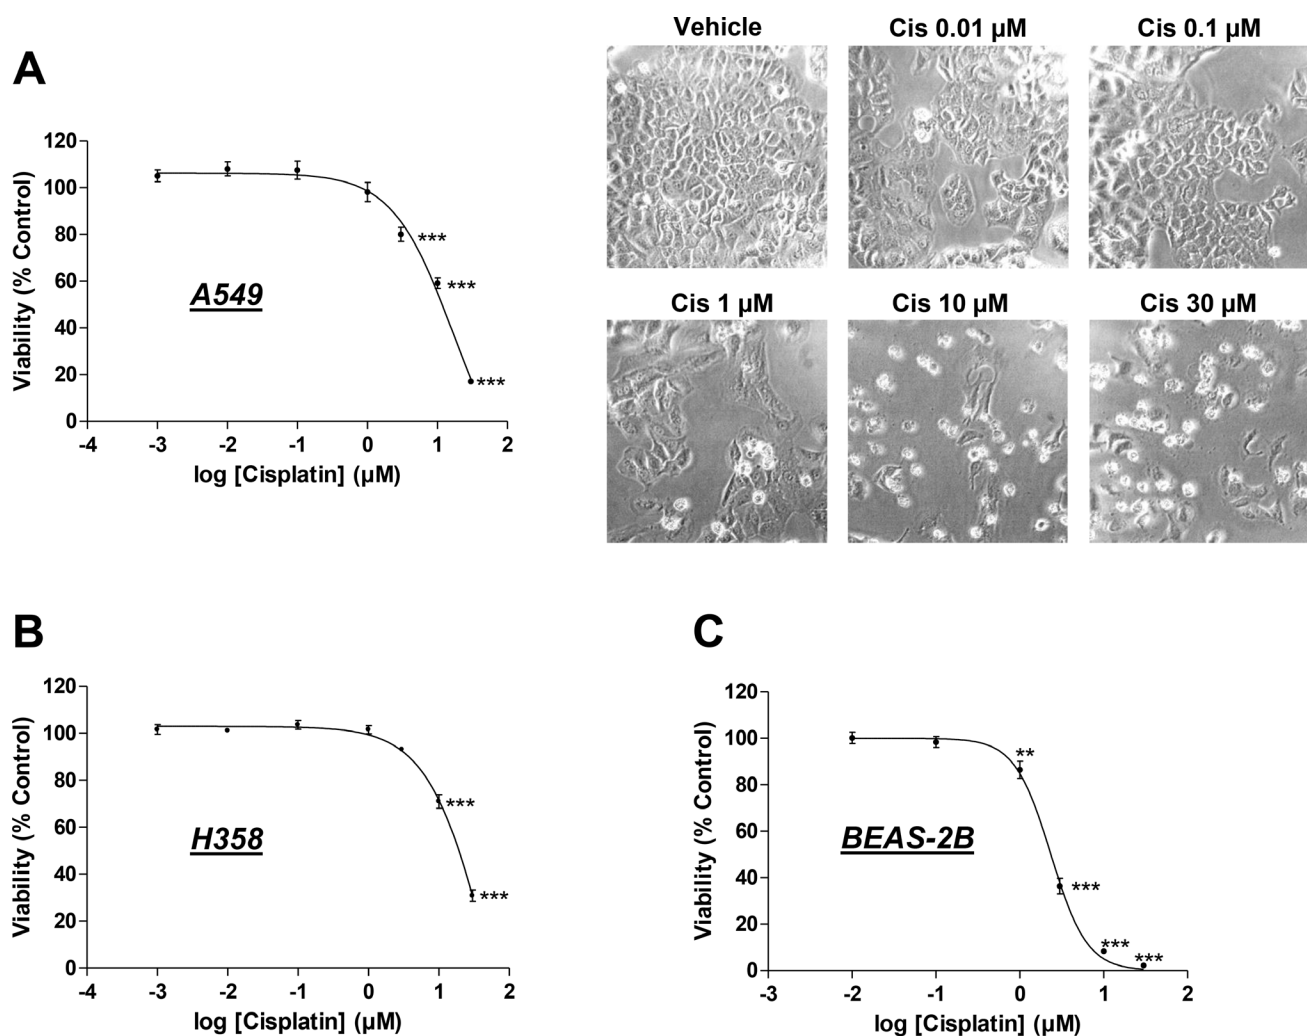 A
Vehicle
Cis 0.01 µM
Cis 0.1 µM
Cis 1 µM
Cis 10 µM
Cis 30 µM
Viability (% Control)
120
100
80
60
40
20
0
A549
***
***
***
-4 -3 -2 -1 0 1 2
log [Cisplatin] (µM)
B
Viability (% Control)
120
100
80
60
40
20
0
H358
***
***
-4 -3 -2 -1 0 1 2
log [Cisplatin] (µM)
C
Viability (% Control)
120
100
80
60
40
20
0
BEAS-2B
**
***
***
***
-3 -2 -1 0 1 2
log [Cisplatin] (µM)